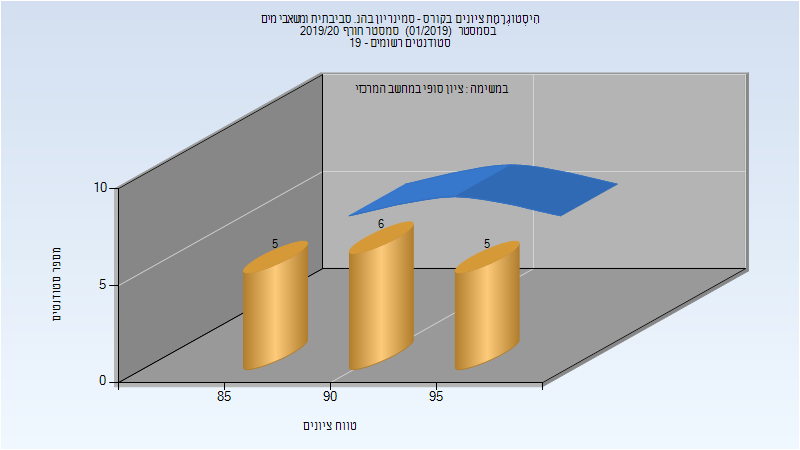 היסטוגרמת ציונים בקורס - סמינריון בהנ. סביבתית ומשאבי מים
בסמסטר (01/2019) סמסטר חורף 2019/20
סטודנטים רשומים - 19
במשימה : ציון סופי במחשב המרכזי
10
5
0
5
6
5
85
90
95
מספר סטודנטים
טווח ציונים